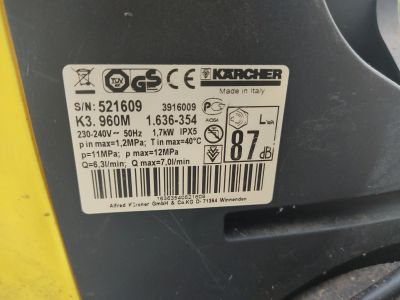 TÜV GS KÄRCHER
Made in Italy
S/N: 521609 3916009
K3. 960M 1.636-354
230-240V~ 50Hz 1,7kW IPX5
p in max=1,2MPa; T in max=40°C
p=11MPa; p max=12MPa
Q=6,3l/min; Q max=7,0l/min
LWA
87 dB
16363540521609
Alfred Kärcher GmbH & Co.KG D- 71364 Winnenden